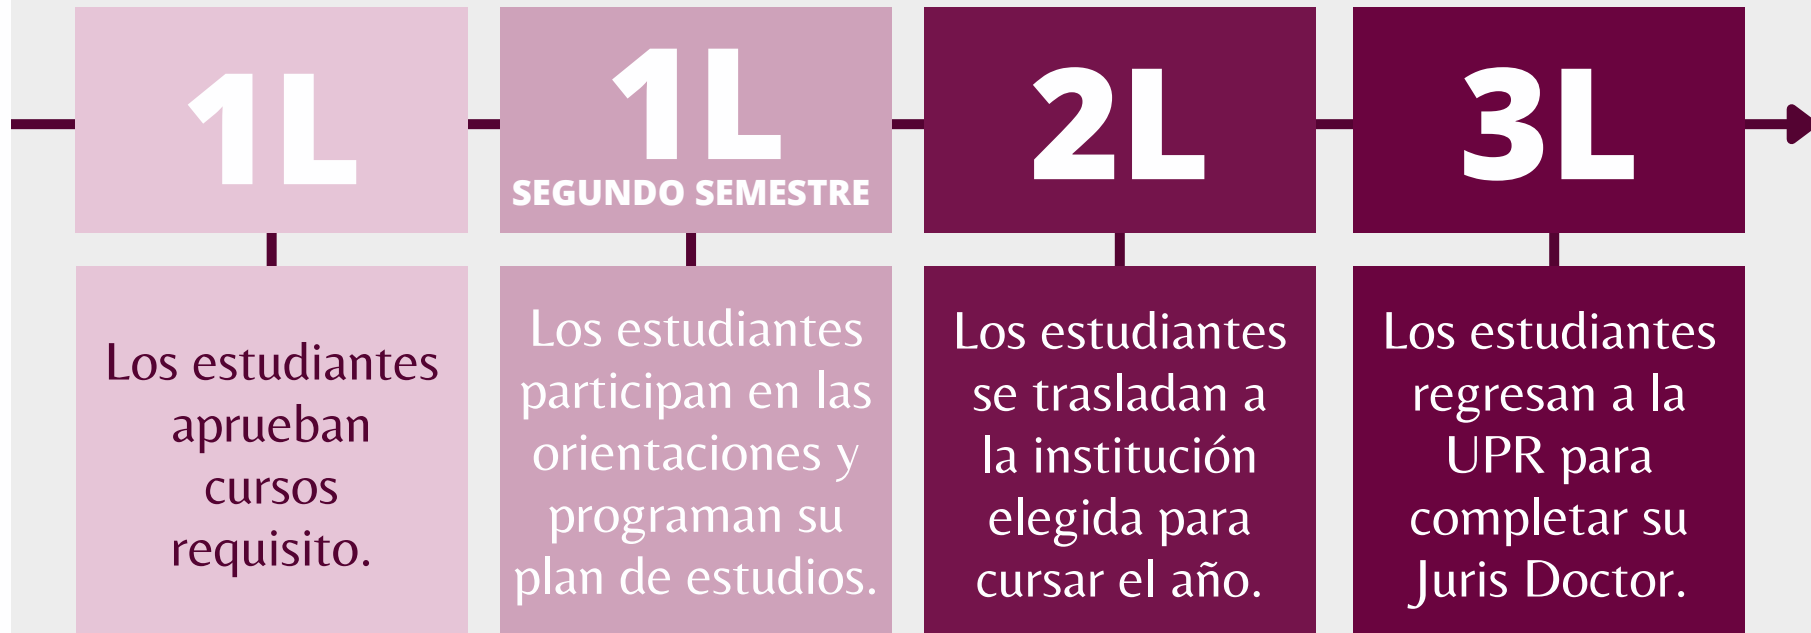 1L
Los estudiantes
aprueban
cursos
requisito.
1L
SEGUNDO SEMESTRE
Los estudiantes
participan en las
orientaciones y
programan su
plan de estudios.
2L
Los estudiantes
se trasladan a
la institución
elegida para
cursar el año.
3L
Los estudiantes
regresan a la
UPR para
completar su
Juris Doctor.